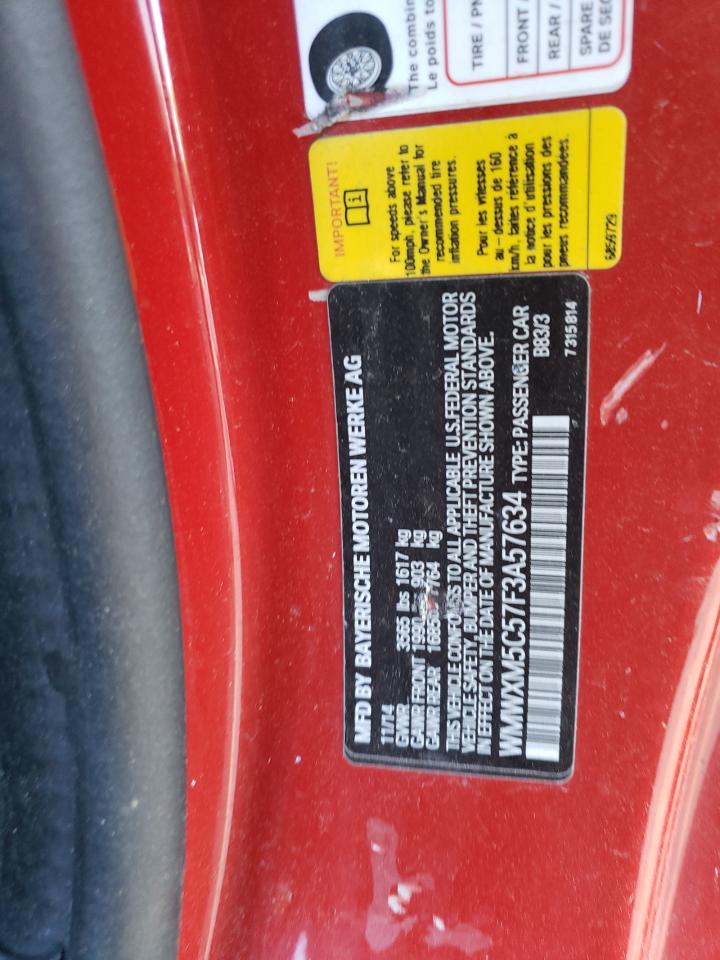 The combin
Le poids to
TIRE / PN
FRONT /
REAR /
SPARE
DE SEC
IMPORTANT!
i
For speeds above
100mph, please refer to
the Owner's Manual for
recommended tire
inflation pressures.
Pour les vitesses
au - dessus de 160
km/h, faites référence à
la notice d'utilisation
pour les pressions des
pneus recommandées.
6859729
MFD BY BAYERISCHE MOTOREN WERKE AG
11/14
GVWR 3565 lbs 1617 kg
GAWR FRONT 1990 903 kg
GAWR REAR 764 kg
THIS VEHICLE CONFORMS TO ALL APPLICABLE U.S.FEDERAL MOTOR
VEHICLE SAFETY, BUMPER AND THEFT PREVENTION STANDARDS
IN EFFECT ON THE DATE OF MANUFACTURE SHOWN ABOVE.
WMWXM5C57F3A57634 TYPE: PASSENGER CAR
B83/3
7315814